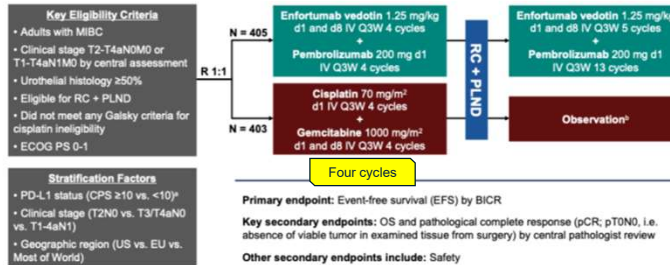 Key Eligibility Criteria
• Adults with MIBC
• Clinical stage T2-T4aN0M0 or
T1-T4aN1M0 by central assessment
• Urothelial histology ≥50%
• Eligible for RC + PLND
• Did not meet any Galsky criteria for
cisplatin ineligibility
• ECOG PS 0-1
Stratification Factors
• PD-L1 status (CPS ≥10 vs. <10)ᵃ
• Clinical stage (T2N0 vs. T3/T4aN0
vs. T1-4aN1)
• Geographic region (US vs. EU vs.
Most of World)
R 1:1
N = 405
N = 403
Enfortumab vedotin 1.25 mg/kg
d1 and d8 IV Q3W 4 cycles
+
Pembrolizumab 200 mg d1
IV Q3W 4 cycles
Cisplatin 70 mg/m²
d1 IV Q3W 4 cycles
+
Gemcitabine 1000 mg/m²
d1 and d8 IV Q3W 4 cycles
RC + PLND
Enfortumab vedotin 1.25 mg/kg
d1 and d8 IV Q3W 5 cycles
+
Pembrolizumab 200 mg d1
IV Q3W 13 cycles
Observationᵇ
Four cycles
Primary endpoint: Event-free survival (EFS) by BICR
Key secondary endpoints: OS and pathological complete response (pCR; pT0N0, i.e.
absence of viable tumor in examined tissue from surgery) by central pathologist review
Other secondary endpoints include: Safety